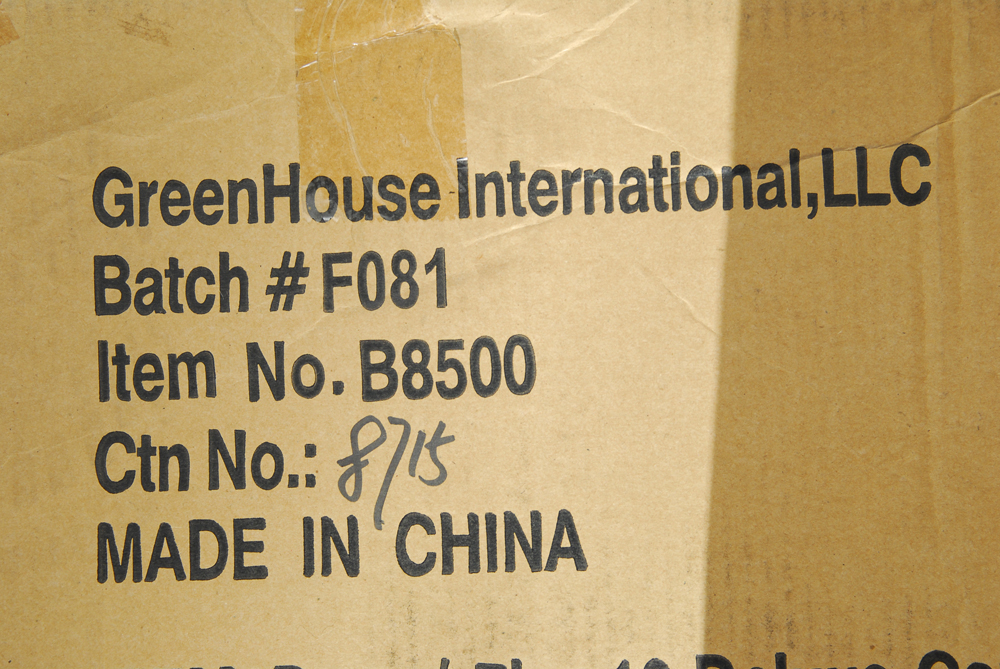 GreenHouse International,LLC
Batch # F081
Item No. B8500
Ctn No.: 8715
MADE IN CHINA